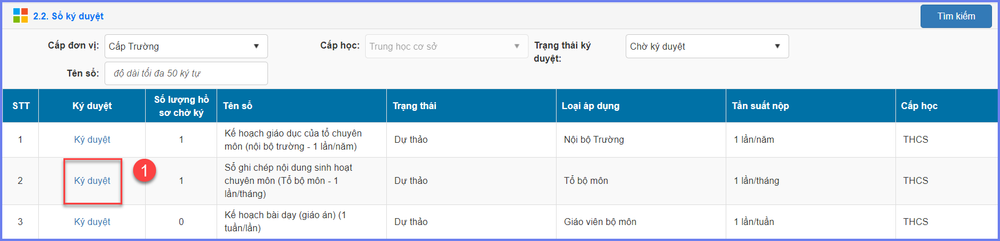 2.2. Sổ ký duyệt
Tìm kiếm
Cấp đơn vị: Cấp Trường
Cấp học: Trung học cơ sở
Trạng thái ký
duyệt:
Chờ ký duyệt
Tên sổ: độ dài tối đa 50 ký tự
STT
Ký duyệt
Số lượng hồ
sơ chờ ký
Tên sổ
Trạng thái
Loại áp dụng
Tần suất nộp
Cấp học
1
Ký duyệt
1
Kế hoạch giáo dục của tổ chuyên
môn (nội bộ trường - 1 lần/năm)
Dự thảo
Nội bộ Trường
1 lần/năm
THCS
2
Ký duyệt
1
1
Sổ ghi chép nội dung sinh hoạt
chuyên môn (Tổ bộ môn - 1
lần/tháng)
Dự thảo
Tổ bộ môn
1 lần/tháng
THCS
3
Ký duyệt
0
Kế hoạch bài dạy (giáo án) (1
tuần/lần)
Dự thảo
Giáo viên bộ môn
1 lần/tuần
THCS